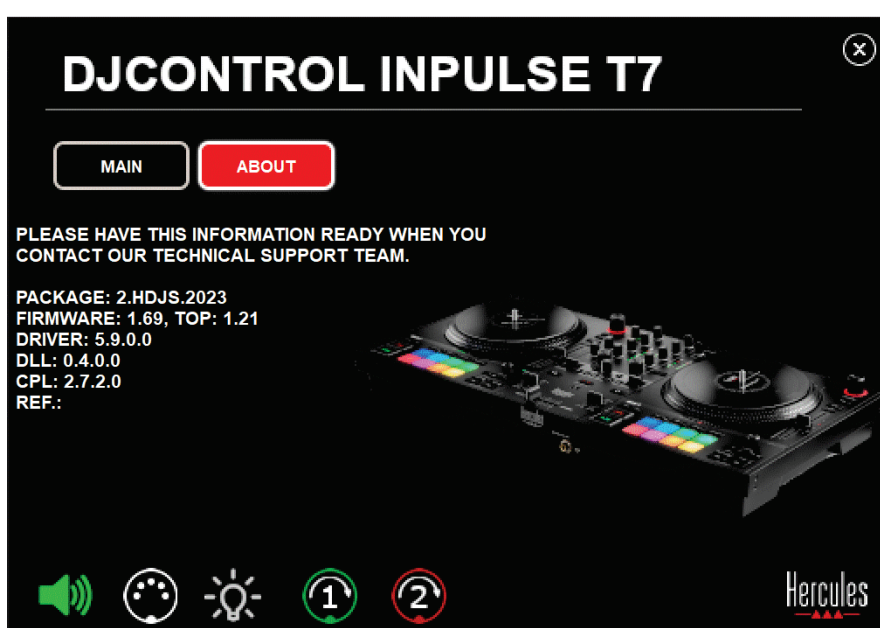 DJCONTROL INPULSE T7
MAIN
ABOUT
PLEASE HAVE THIS INFORMATION READY WHEN YOU
CONTACT OUR TECHNICAL SUPPORT TEAM.
PACKAGE: 2.HDJS.2023
FIRMWARE: 1.69, TOP: 1.21
DRIVER: 5.9.0.0
DLL: 0.4.0.0
CPL: 2.7.2.0
REF.:
1
2
Hercules